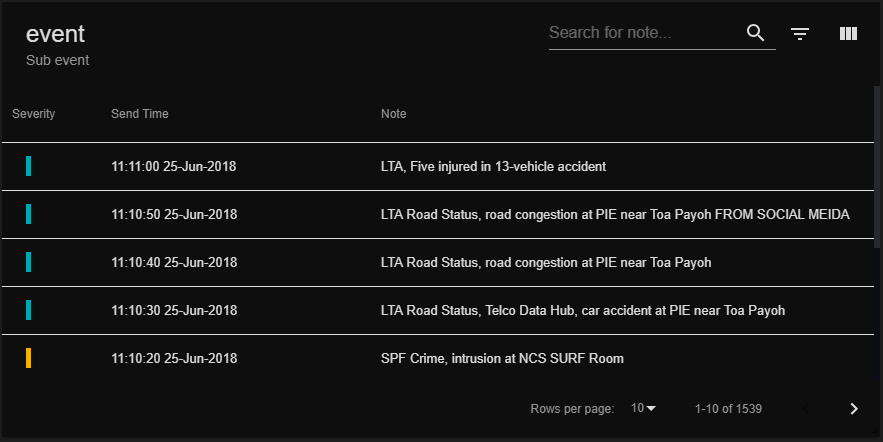 event
Search for note...
Sub event
Severity Send Time Note
11:11:00 25-Jun-2018 LTA, Five injured in 13-vehicle accident
11:10:50 25-Jun-2018 LTA Road Status, road congestion at PIE near Toa Payoh FROM SOCIAL MEIDA
11:10:40 25-Jun-2018 LTA Road Status, road congestion at PIE near Toa Payoh
11:10:30 25-Jun-2018 LTA Road Status, Telco Data Hub, car accident at PIE near Toa Payoh
11:10:20 25-Jun-2018 SPF Crime, intrusion at NCS SURF Room
Rows per page: 10 1-10 of 1539